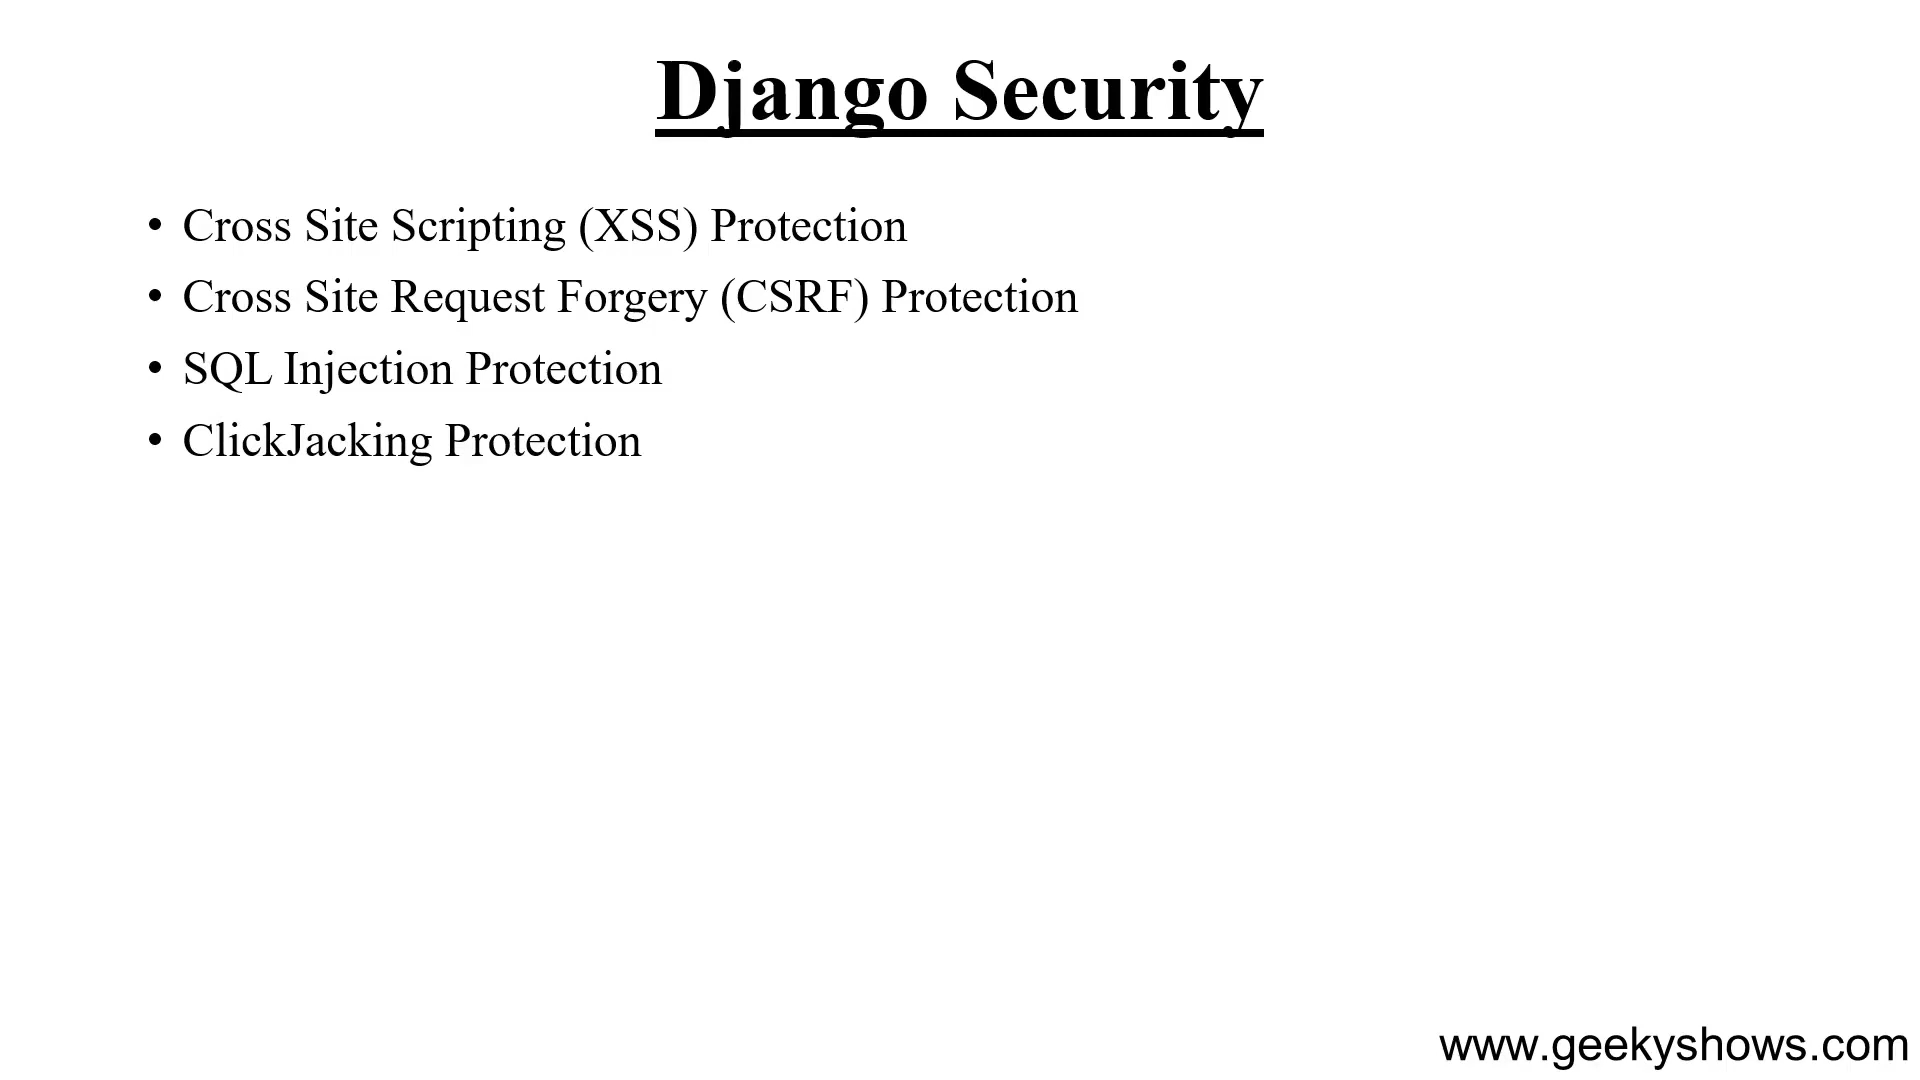 Django Security
• Cross Site Scripting (XSS) Protection
• Cross Site Request Forgery (CSRF) Protection
• SQL Injection Protection
• ClickJacking Protection
www.geekyshows.com